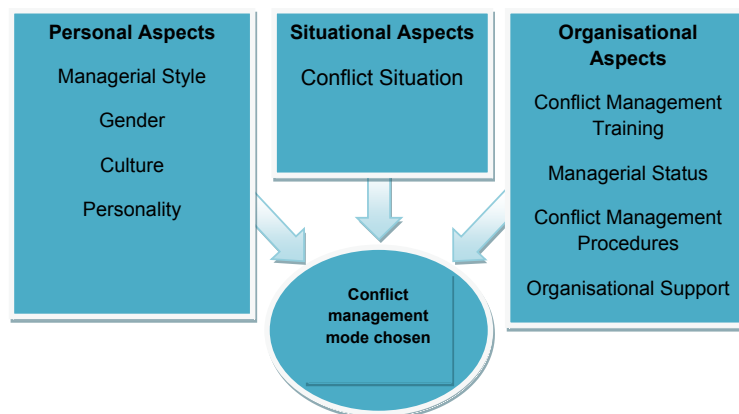 Personal Aspects
Managerial Style
Gender
Culture
Personality
Situational Aspects
Conflict Situation
Organisational
Aspects
Conflict Management
Training
Managerial Status
Conflict Management
Procedures
Organisational Support
Conflict
management
mode chosen